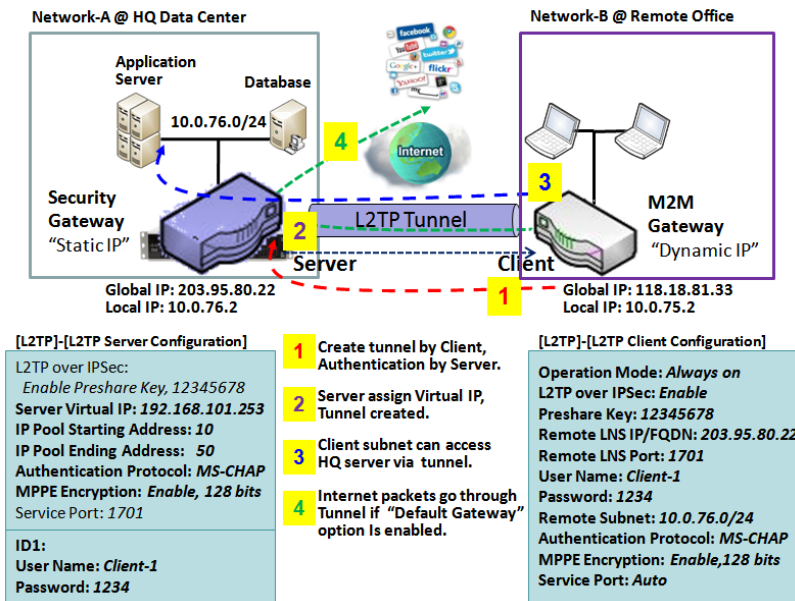 Network-A @ HQ Data Center
Network-B @ Remote Office
Application
Server
Database
10.0.76.0/24
facebook
YouTube
twitter
Google+
flickr
YAHOO!
my
Internet
4
3
Security
Gateway
"Static IP"
2
L2TP Tunnel
M2M
Gateway
"Dynamic IP"
Server
Client
1
Global IP: 203.95.80.22
Local IP: 10.0.76.2
Global IP: 118.18.81.33
Local IP: 10.0.75.2
[L2TP]-[L2TP Server Configuration]
L2TP over IPSec:
Enable Preshare Key, 12345678
Server Virtual IP: 192.168.101.253
IP Pool Starting Address: 10
IP Pool Ending Address: 50
Authentication Protocol: MS-CHAP
MPPE Encryption: Enable, 128 bits
Service Port: 1701
ID1:
User Name: Client-1
Password: 1234
1 Create tunnel by Client,
Authentication by Server.
2 Server assign Virtual IP,
Tunnel created.
3 Client subnet can access
HQ server via tunnel.
4 Internet packets go through
Tunnel if "Default Gateway"
option Is enabled.
[L2TP]-[L2TP Client Configuration]
Operation Mode: Always on
L2TP over IPSec: Enable
Preshare Key: 12345678
Remote LNS IP/FQDN: 203.95.80.22
Remote LNS Port: 1701
User Name: Client-1
Password: 1234
Remote Subnet: 10.0.76.0/24
Authentication Protocol: MS-CHAP
MPPE Encryption: Enable,128 bits
Service Port: Auto